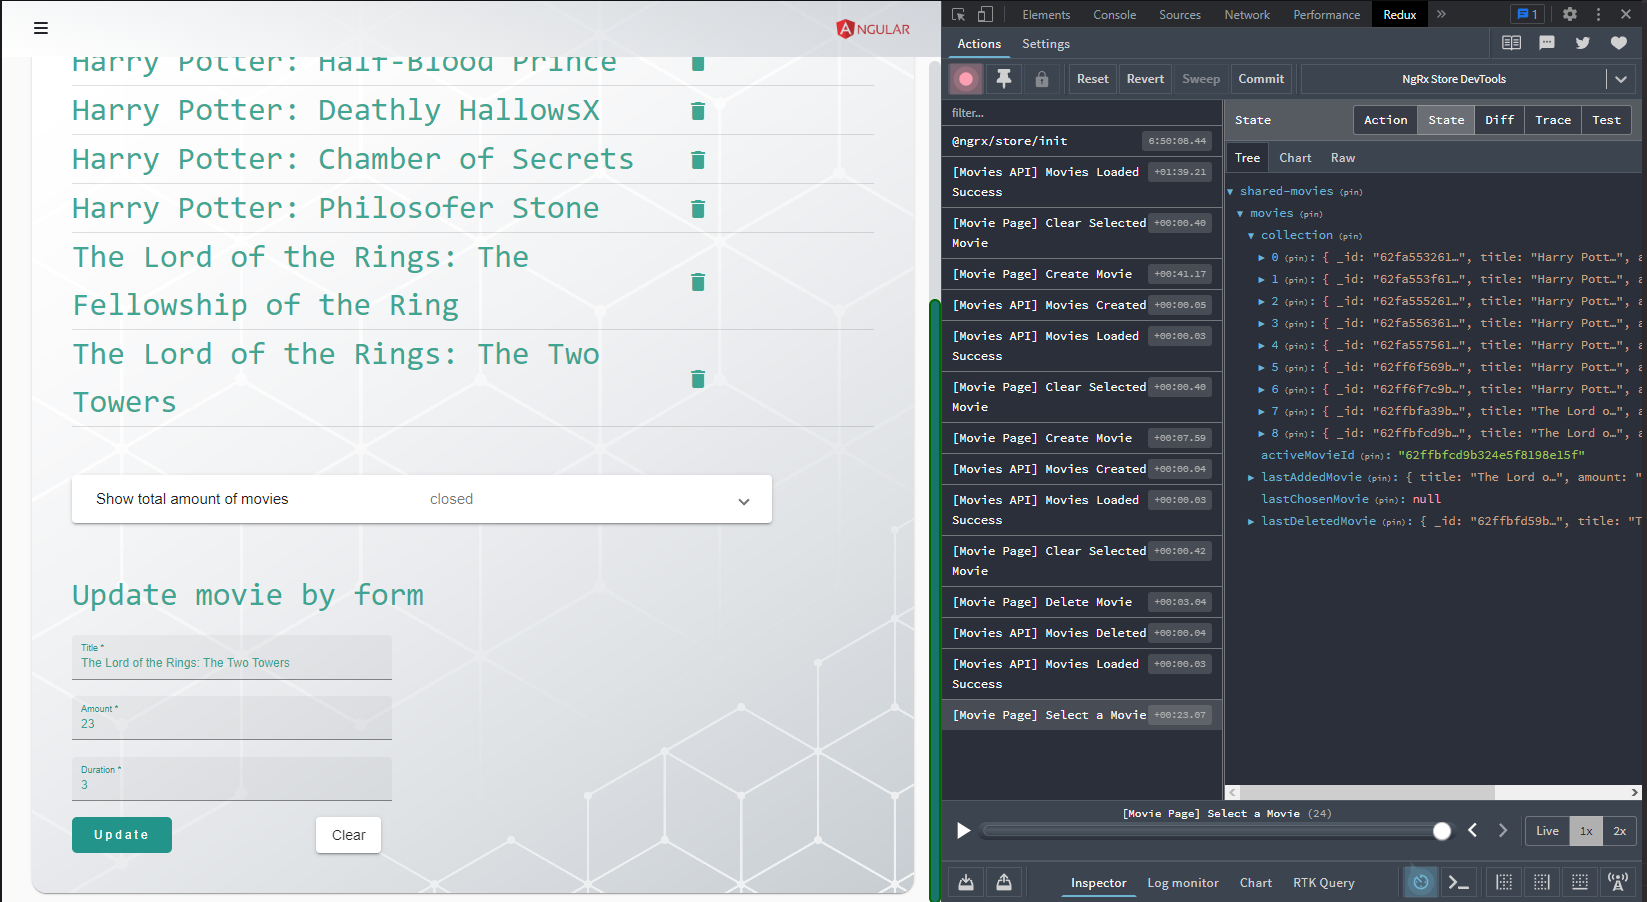 NGULAR
Harry Potter: Half-Blood Prince
Harry Potter: Deathly HallowsX
Harry Potter: Chamber of Secrets
Harry Potter: Philosofer Stone
The Lord of the Rings: The
Fellowship of the Ring
The Lord of the Rings: The Two
Towers
Show total amount of movies closed
Update movie by form
Title *
The Lord of the Rings: The Two Towers
Amount *
23
Duration *
3
Update Clear
Elements Console Sources Network Performance Redux » 1
Actions Settings
Reset Revert Sweep Commit NgRx Store DevTools
filter...
@ngrx/store/init 6:50:08.44
[Movies API] Movies Loaded +01:39.21
Success
[Movie Page] Clear Selected +00:00.40
Movie
[Movie Page] Create Movie +00:41.17
[Movies API] Movies Created +00:00.05
[Movies API] Movies Loaded +00:00.03
Success
[Movie Page] Clear Selected +00:00.40
Movie
[Movie Page] Create Movie +00:07.59
[Movies API] Movies Created +00:00.04
[Movies API] Movies Loaded +00:00.03
Success
[Movie Page] Clear Selected +00:00.42
Movie
[Movie Page] Delete Movie +00:03.04
[Movies API] Movies Deleted +00:00.04
[Movies API] Movies Loaded +00:00.03
Success
[Movie Page] Select a Movie +00:23.07
State Action State Diff Trace Test
Tree Chart Raw
shared-movies (pin)
movies (pin)
collection (pin)
0 (pin): { _id: "62fa553261…", title: "Harry Pott…", a
1 (pin): { _id: "62fa553f61…", title: "Harry Pott…", a
2 (pin): { _id: "62fa555261…", title: "Harry Pott…", a
3 (pin): { _id: "62fa556361…", title: "Harry Pott…", a
4 (pin): { _id: "62fa557561…", title: "Harry Pott…", a
5 (pin): { _id: "62ff6f569b…", title: "Harry Pott…", a
6 (pin): { _id: "62ff6f7c9b…", title: "Harry Pott…", a
7 (pin): { _id: "62ffbfa39b…", title: "The Lord o…", a
8 (pin): { _id: "62ffbfcd9b…", title: "The Lord o…", a
activeMovieId (pin): "62ffbfcd9b324e5f8198e15f"
lastAddedMovie (pin): { title: "The Lord o…", amount: "
lastChosenMovie (pin): null
lastDeletedMovie (pin): { _id: "62ffbfd59b…", title: "T
[Movie Page] Select a Movie (24)
Live 1x 2x
Inspector Log monitor Chart RTK Query